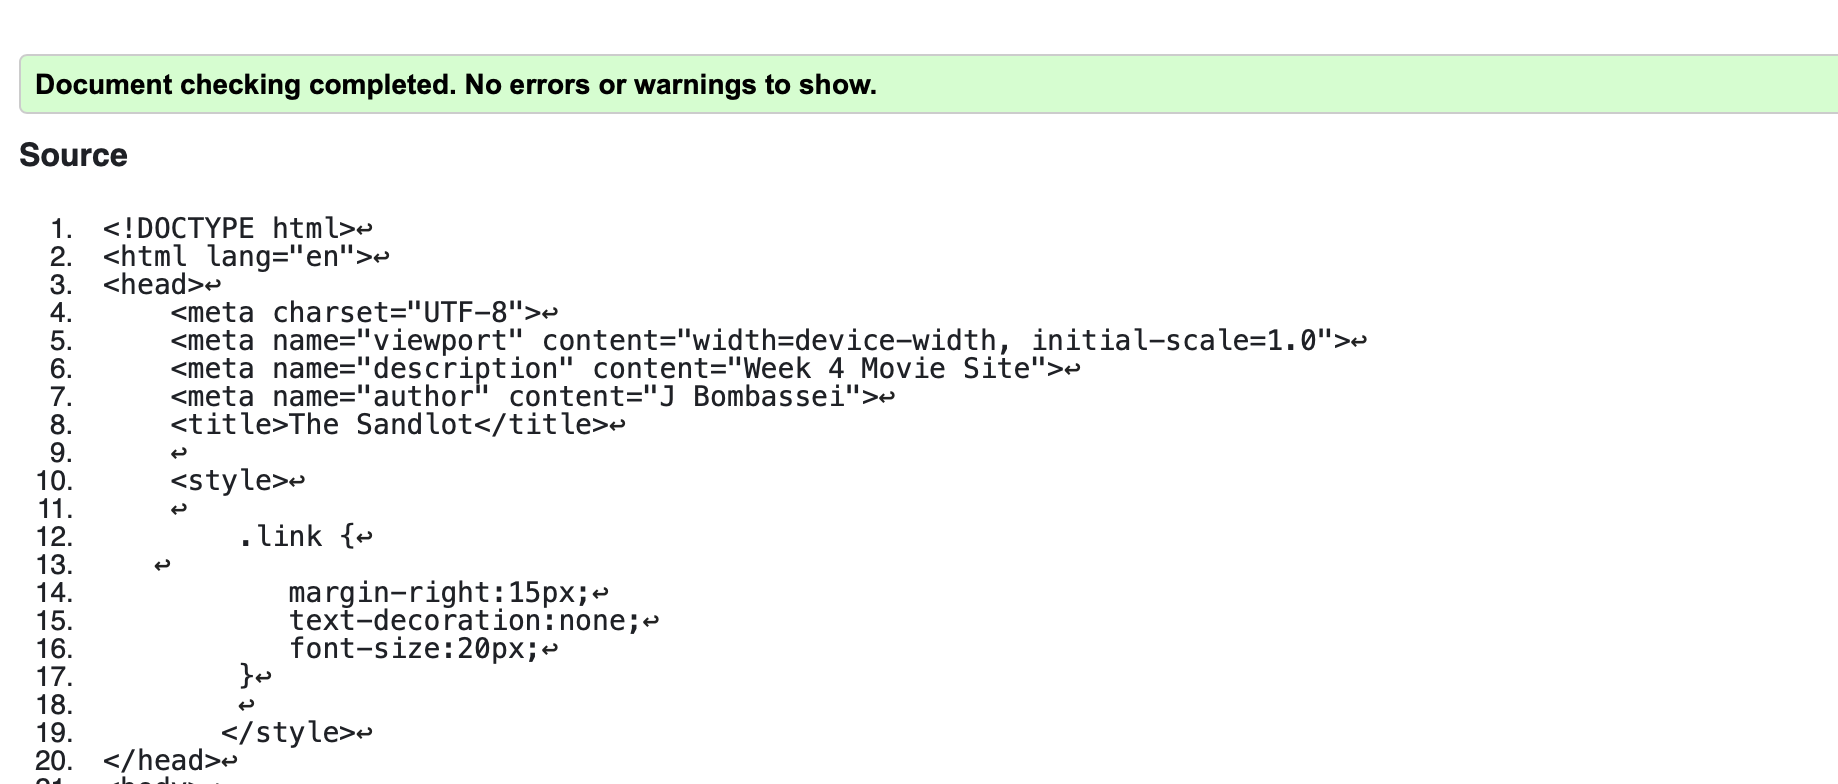 Document checking completed. No errors or warnings to show.
Source
1. <!DOCTYPE html>↩
2. <html lang="en">↩
3. <head>↩
4.     <meta charset="UTF-8">↩
5.     <meta name="viewport" content="width=device-width, initial-scale=1.0">↩
6.     <meta name="description" content="Week 4 Movie Site">↩
7.     <meta name="author" content="J Bombassei">↩
8.     <title>The Sandlot</title>↩
9.     ↩
10.     <style>↩
11.     ↩
12.         .link {↩
13.    ↩
14.            margin-right:15px;↩
15.            text-decoration:none;↩
16.            font-size:20px;↩
17.         }↩
18.         ↩
19.        </style>↩
20. </head>↩
21. <body>↩